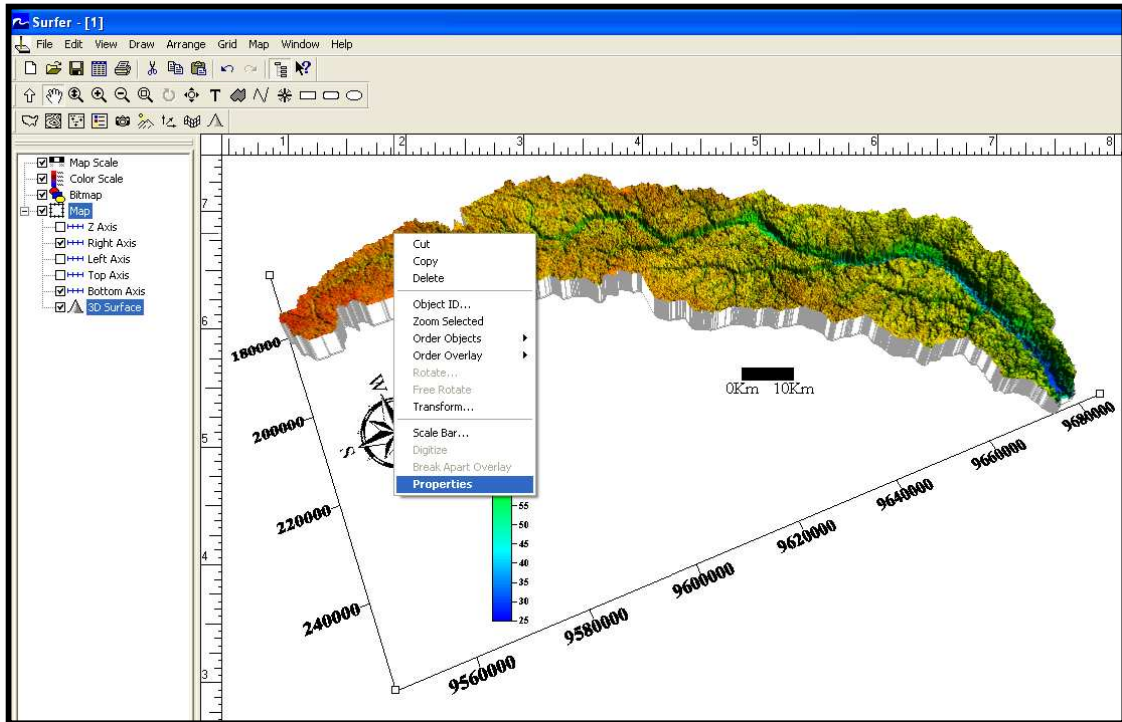 Surfer - [1]
File Edit View Draw Arrange Grid Map Window Help
T
1 2 3 4 5 6 7 8
Map Scale
Color Scale
Bitmap
Map
Z Axis
Right Axis
Left Axis
Top Axis
Bottom Axis
3D Surface
7
6
5
4
3
Cut
Copy
Delete
Object ID...
Zoom Selected
Order Objects
Order Overlay
Rotate...
Free Rotate
Transform...
Scale Bar...
Digitize
Break Apart Overlay
Properties
180000
200000
220000
240000
W
S
0Km 10Km
55
50
45
40
35
30
25
9560000
9580000
9600000
9620000
9640000
9660000
9680000